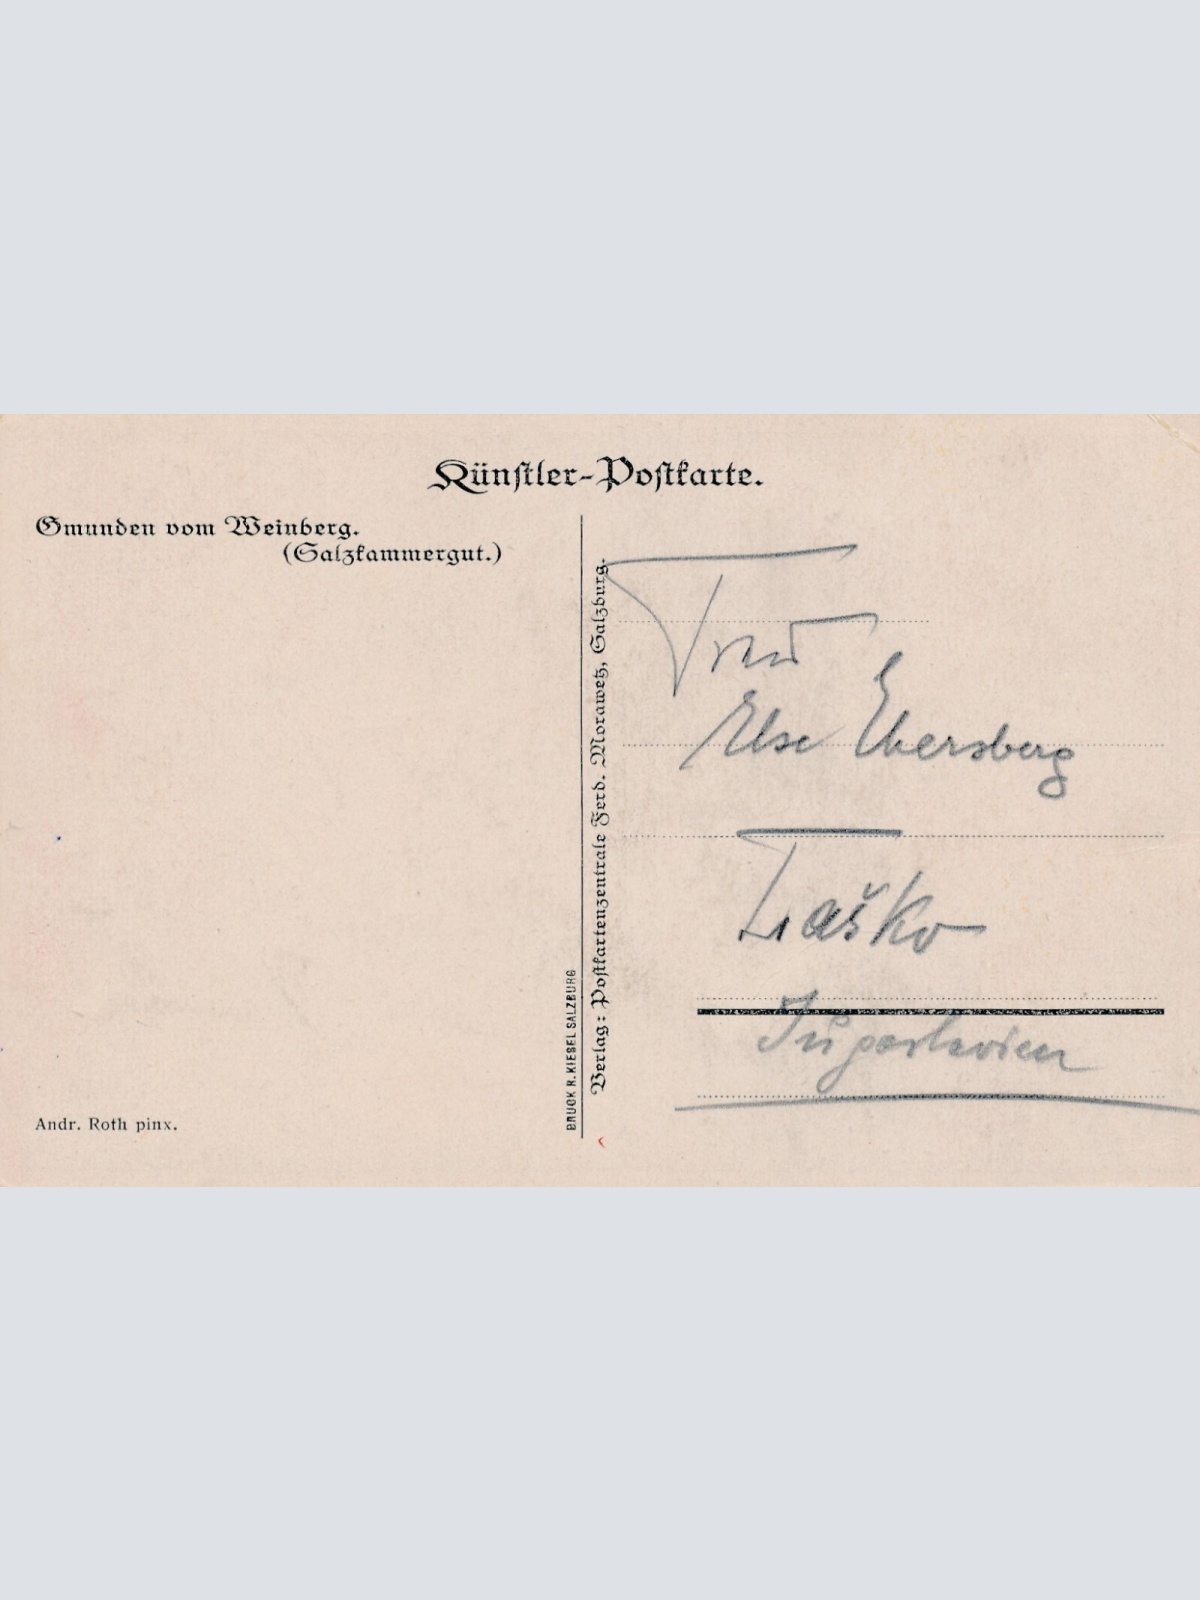 Künstler-Postkarte.
Gmunden vom Weinberg.
(Salzkammergut.)
Andr. Roth pinx.
DRUCK R. KIESEL SALZBURG
Verlag: Postkartenzentrale Ferd. Morawetz, Salzburg.
Else Ebersberg
Laško
Jugoslavien